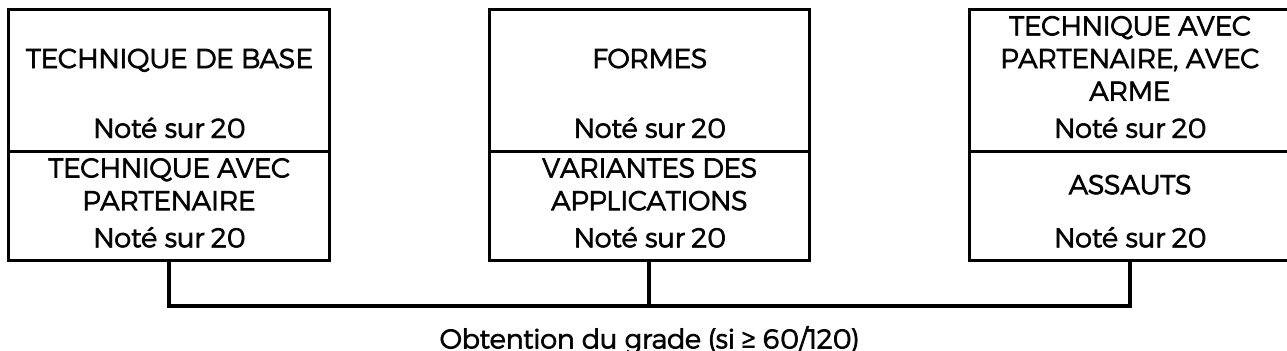 TECHNIQUE DE BASE
Noté sur 20
TECHNIQUE AVEC
PARTENAIRE
Noté sur 20
FORMES
Noté sur 20
VARIANTES DES
APPLICATIONS
Noté sur 20
TECHNIQUE AVEC
PARTENAIRE, AVEC
ARME
Noté sur 20
ASSAUTS
Noté sur 20
Obtention du grade (si ≥ 60/120)